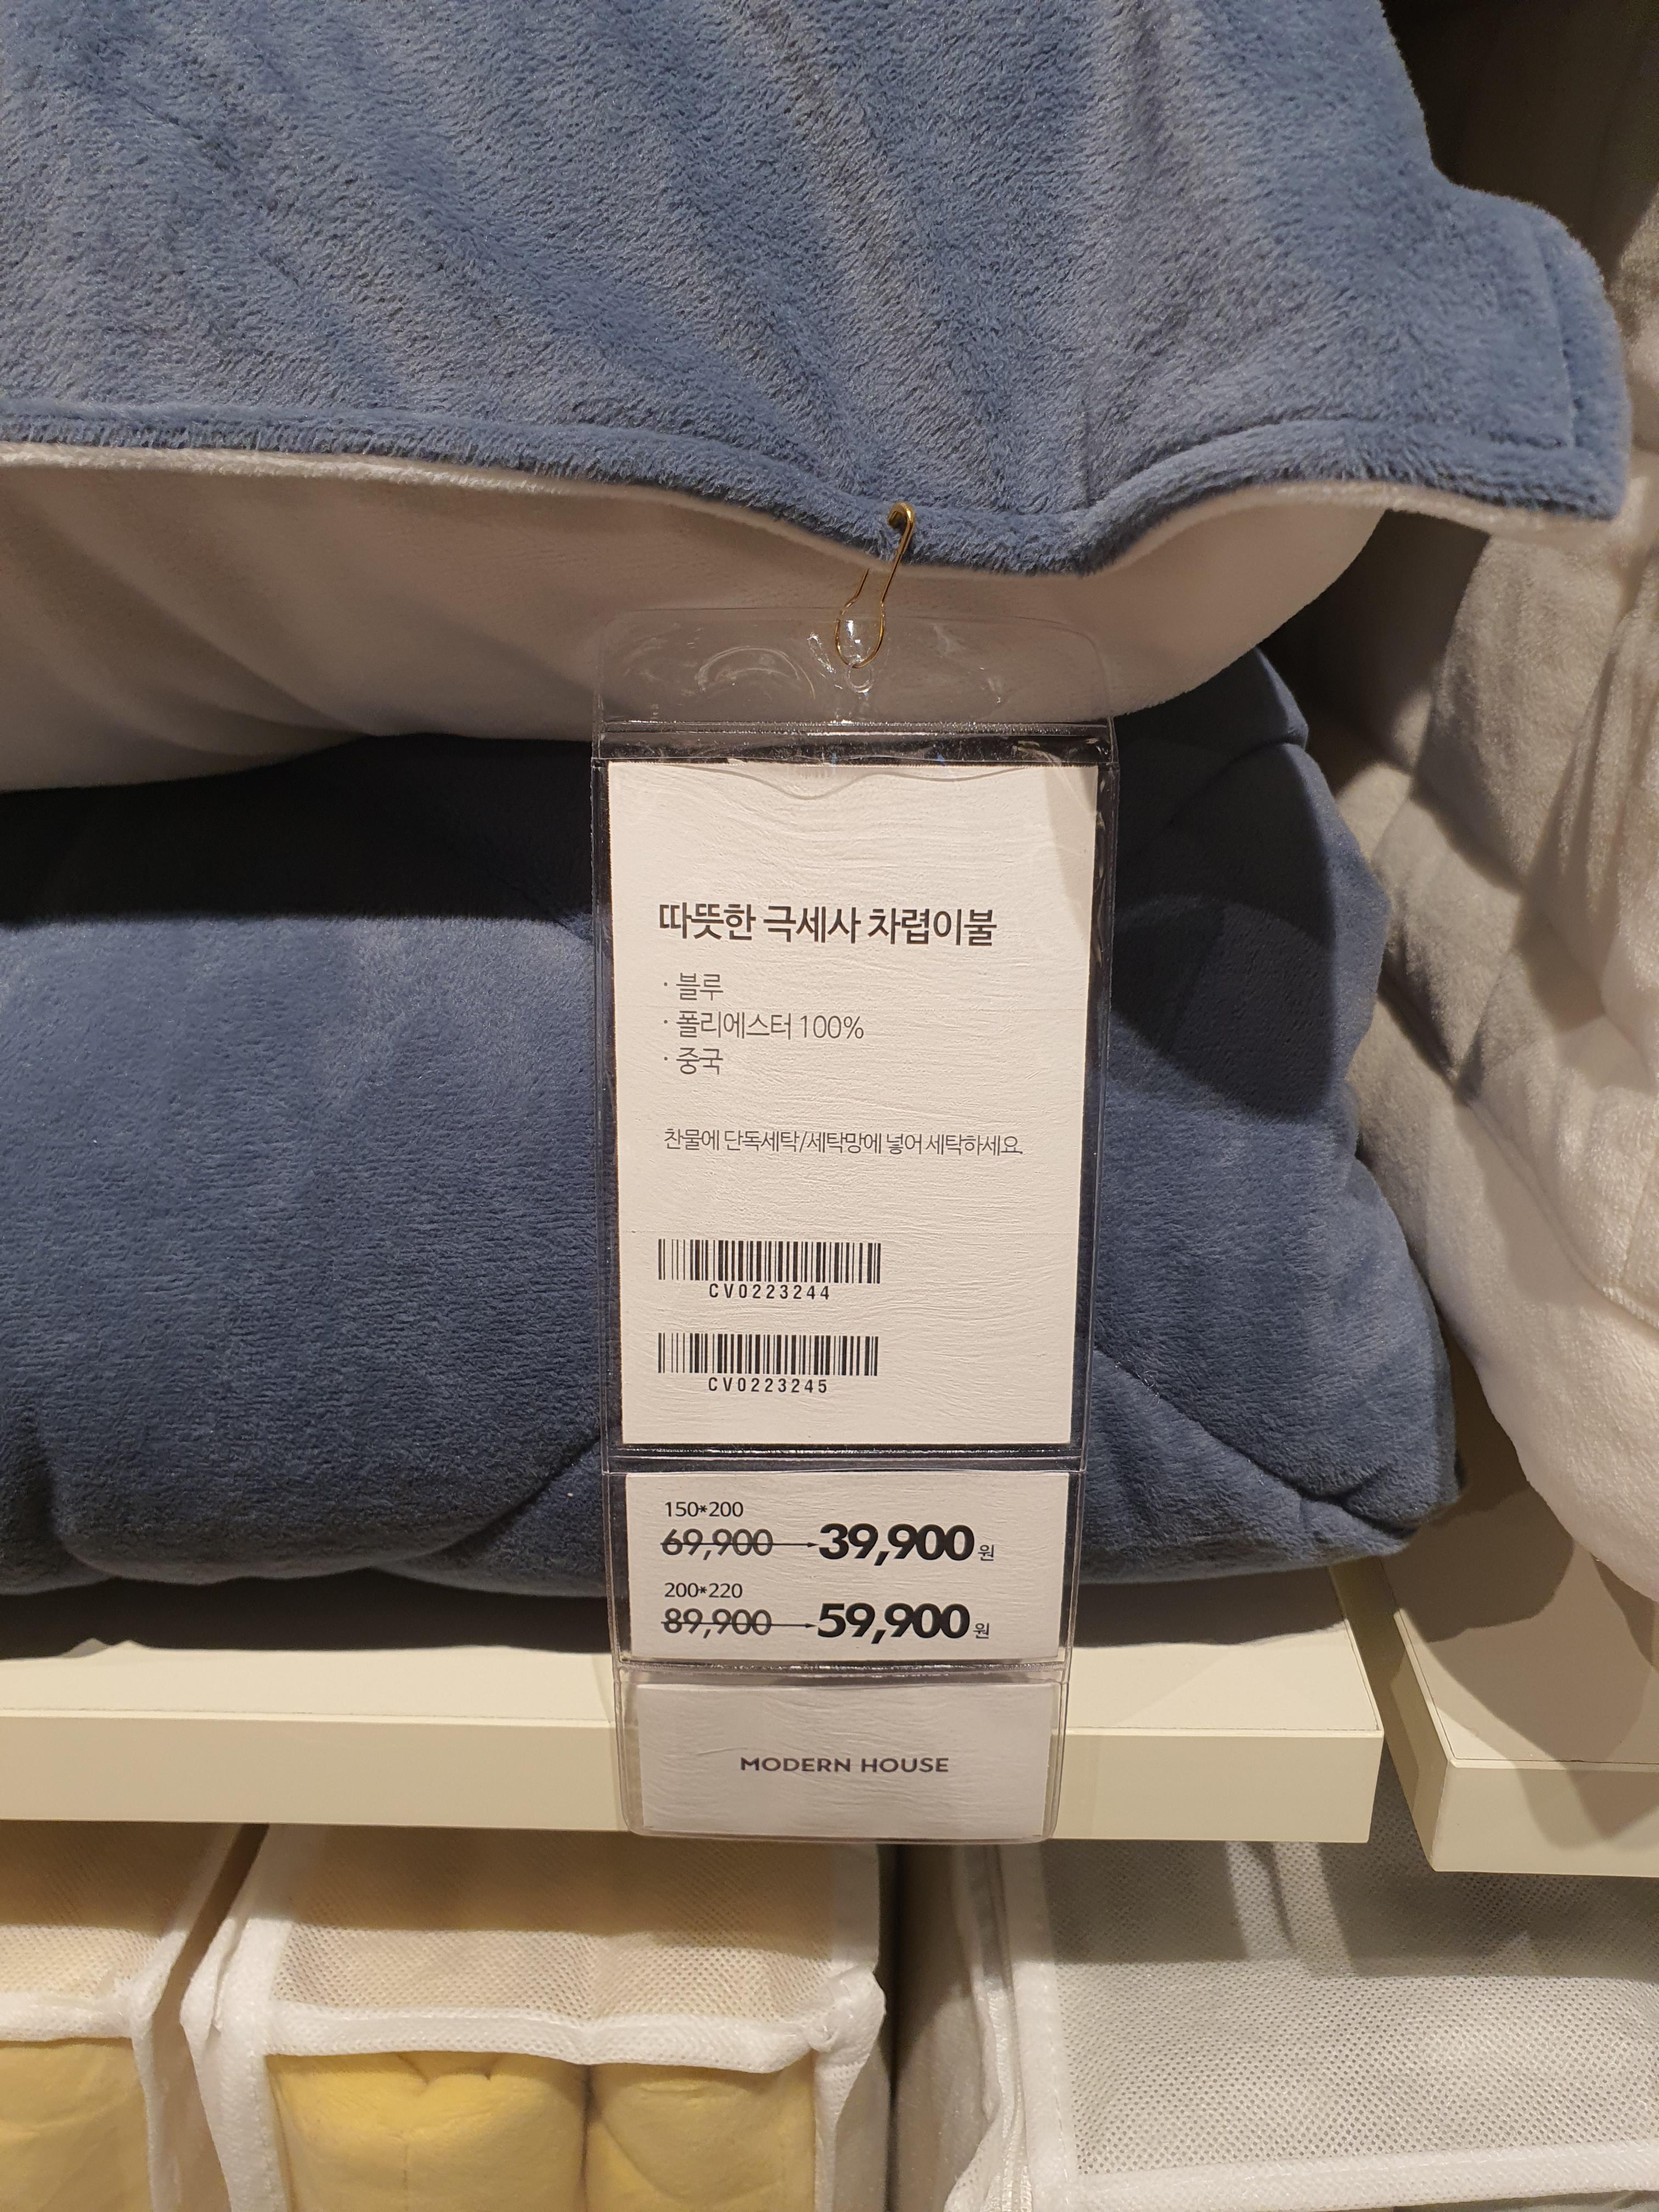 따뜻한 극세사 차렵이불
· 블루
· 폴리에스터 100%
· 중국
찬물에 단독세탁/세탁망에 넣어 세탁하세요.
CV0223244
CV0223245
150*200
69,900→39,900원
200*220
89,900→59,900원
MODERN HOUSE